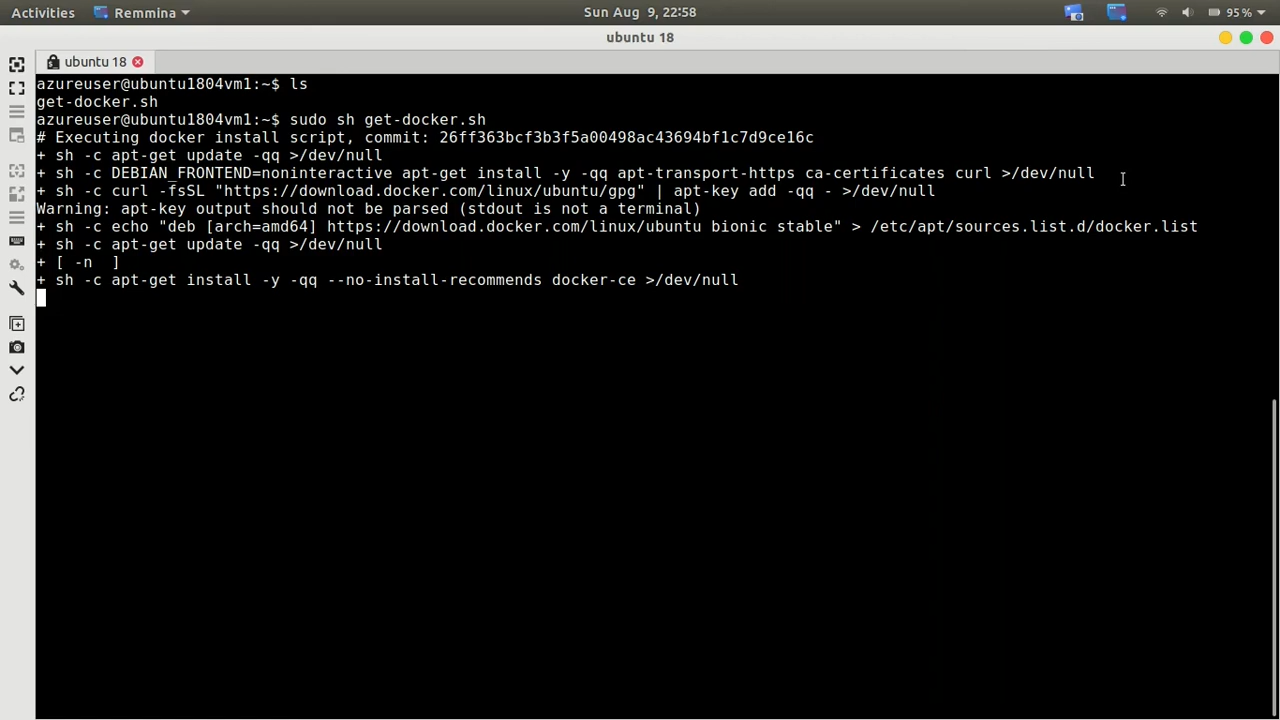 Activities Remmina Sun Aug 9, 22:58 95%
ubuntu 18
ubuntu 18
azureuser@ubuntu1804vm1:~$ ls
get-docker.sh
azureuser@ubuntu1804vm1:~$ sudo sh get-docker.sh
# Executing docker install script, commit: 26ff363bcf3b3f5a00498ac43694bf1c7d9ce16c
+ sh -c apt-get update -qq >/dev/null
+ sh -c DEBIAN_FRONTEND=noninteractive apt-get install -y -qq apt-transport-https ca-certificates curl >/dev/null
+ sh -c curl -fsSL "https://download.docker.com/linux/ubuntu/gpg" | apt-key add -qq - >/dev/null
Warning: apt-key output should not be parsed (stdout is not a terminal)
+ sh -c echo "deb [arch=amd64] https://download.docker.com/linux/ubuntu bionic stable" > /etc/apt/sources.list.d/docker.list
+ sh -c apt-get update -qq >/dev/null
+ [ -n  ]
+ sh -c apt-get install -y -qq --no-install-recommends docker-ce >/dev/null